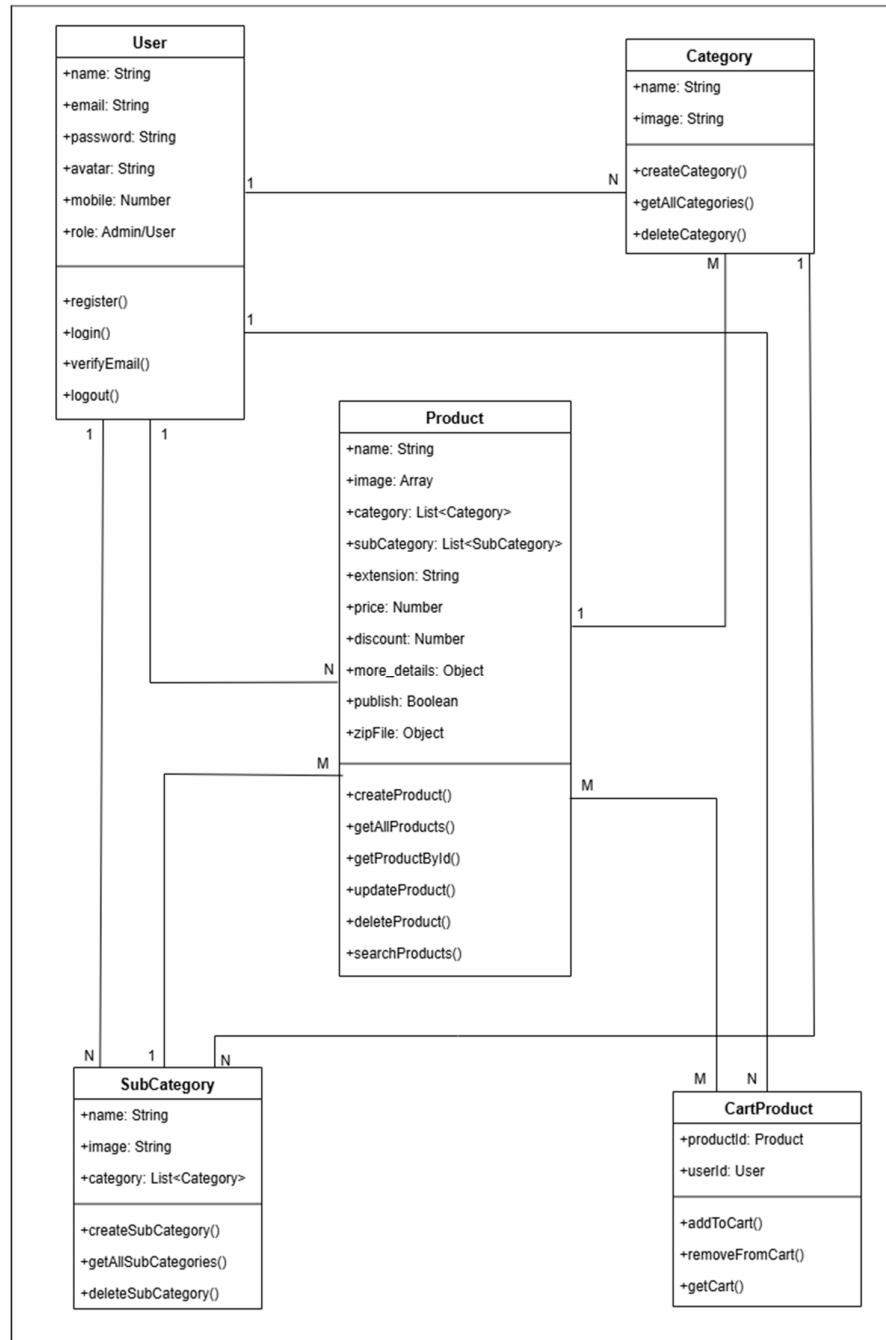 User
+name: String
+email: String
+password: String
+avatar: String
+mobile: Number
+role: Admin/User
+register()
+login()
+verifyEmail()
+logout()
Category
+name: String
+image: String
+createCategory()
+getAllCategories()
+deleteCategory()
1
N
1
M
1
1
1
Product
+name: String
+image: Array
+category: List<Category>
+subCategory: List<SubCategory>
+extension: String
+price: Number
+discount: Number
+more_details: Object
+publish: Boolean
+zipFile: Object
+createProduct()
+getAllProducts()
+getProductById()
+updateProduct()
+deleteProduct()
+searchProducts()
1
N
M
M
N
1
N
M
N
SubCategory
+name: String
+image: String
+category: List<Category>
+createSubCategory()
+getAllSubCategories()
+deleteSubCategory()
CartProduct
+productId: Product
+userId: User
+addToCart()
+removeFromCart()
+getCart()